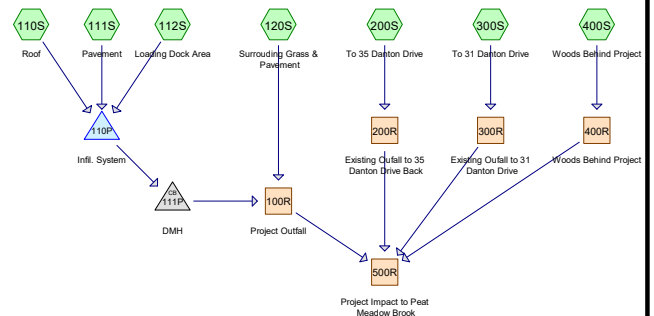 110S
111S
112S
120S
200S
300S
400S
Roof
Pavement
Loading Dock Area
Surrouding Grass &
Pavement
To 35 Danton Drive
To 31 Danton Drive
Woods Behind Project
110P
Infil. System
200R
300R
400R
Existing Oufall to 35
Danton Drive Back
Existing Oufall to 31
Danton Drive
Woods Behind Project
CB
111P
DMH
100R
Project Outfall
500R
Project Impact to Peat
Meadow Brook